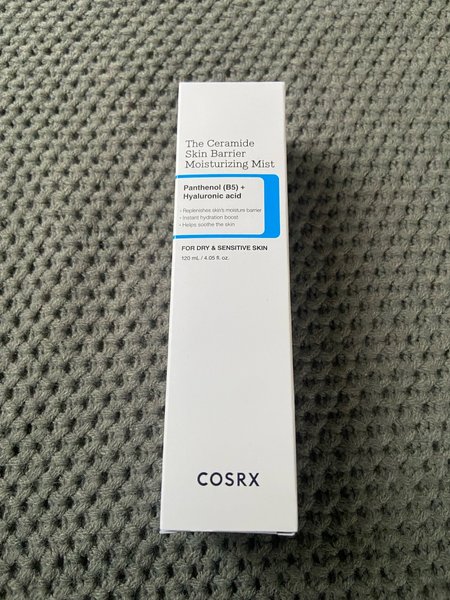 The Ceramide
Skin Barrier
Moisturizing Mist
Panthenol (B5) +
Hyaluronic acid
- Replenishes skin's moisture barrier
- Instant hydration boost
- Helps soothe the skin
FOR DRY & SENSITIVE SKIN
120 mL / 4.05 fl. oz.
COSRX